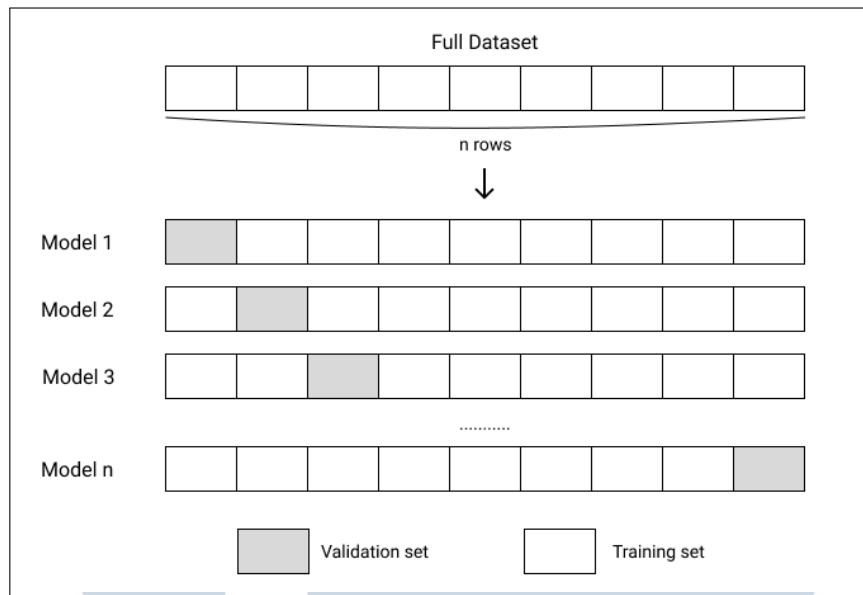 Full Dataset
n rows
Model 1
Model 2
Model 3
...........
Model n
Validation set
Training set